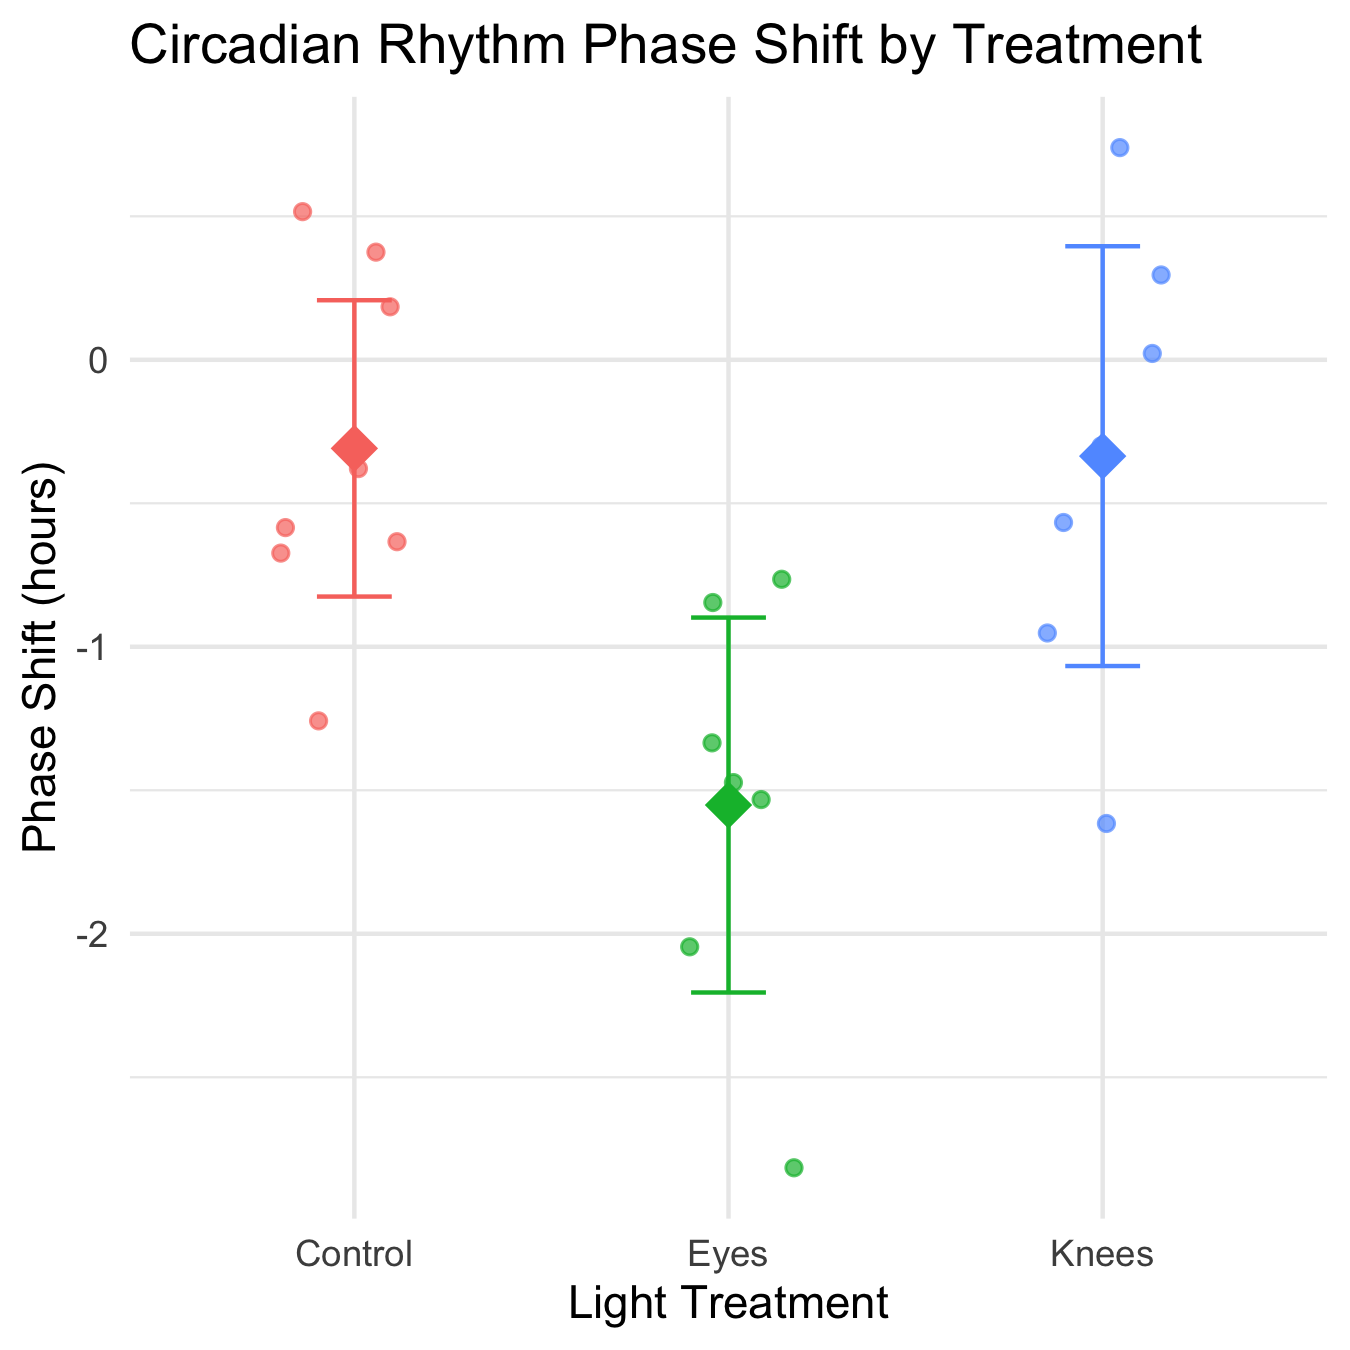 Circadian Rhythm Phase Shift by Treatment
Phase Shift (hours)
0
-1
-2
Control
Eyes
Knees
Light Treatment